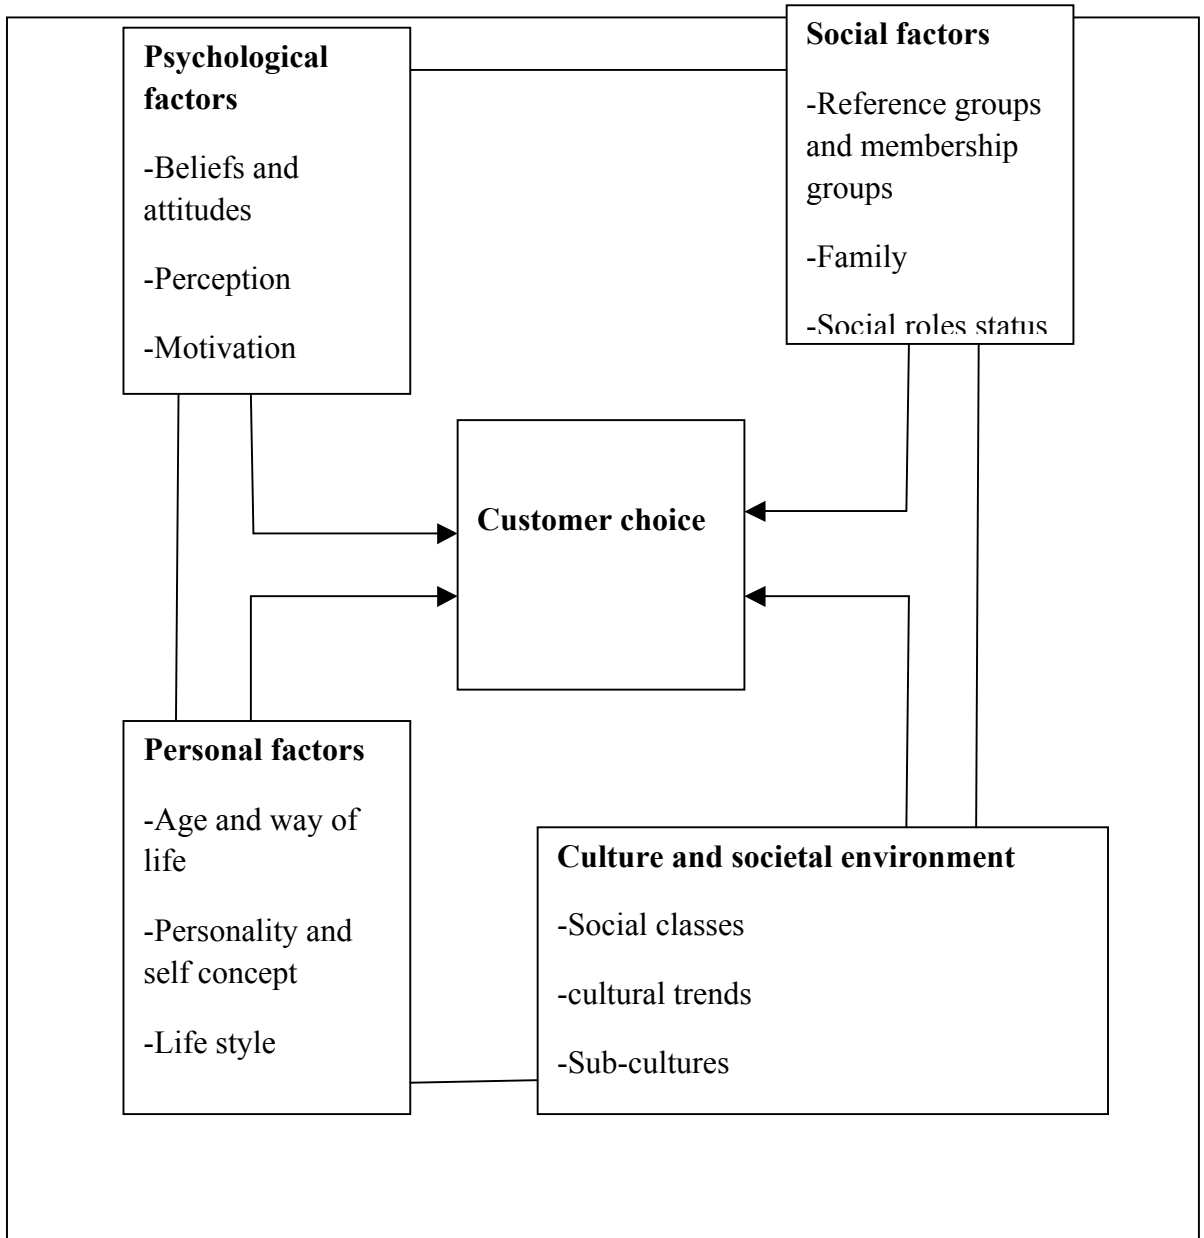 Psychological
factors
-Beliefs and
attitudes
-Perception
-Motivation
Social factors
-Reference groups
and membership
groups
-Family
-Social roles status
Customer choice
Personal factors
-Age and way of
life
-Personality and
self concept
-Life style
Culture and societal environment
-Social classes
-cultural trends
-Sub-cultures